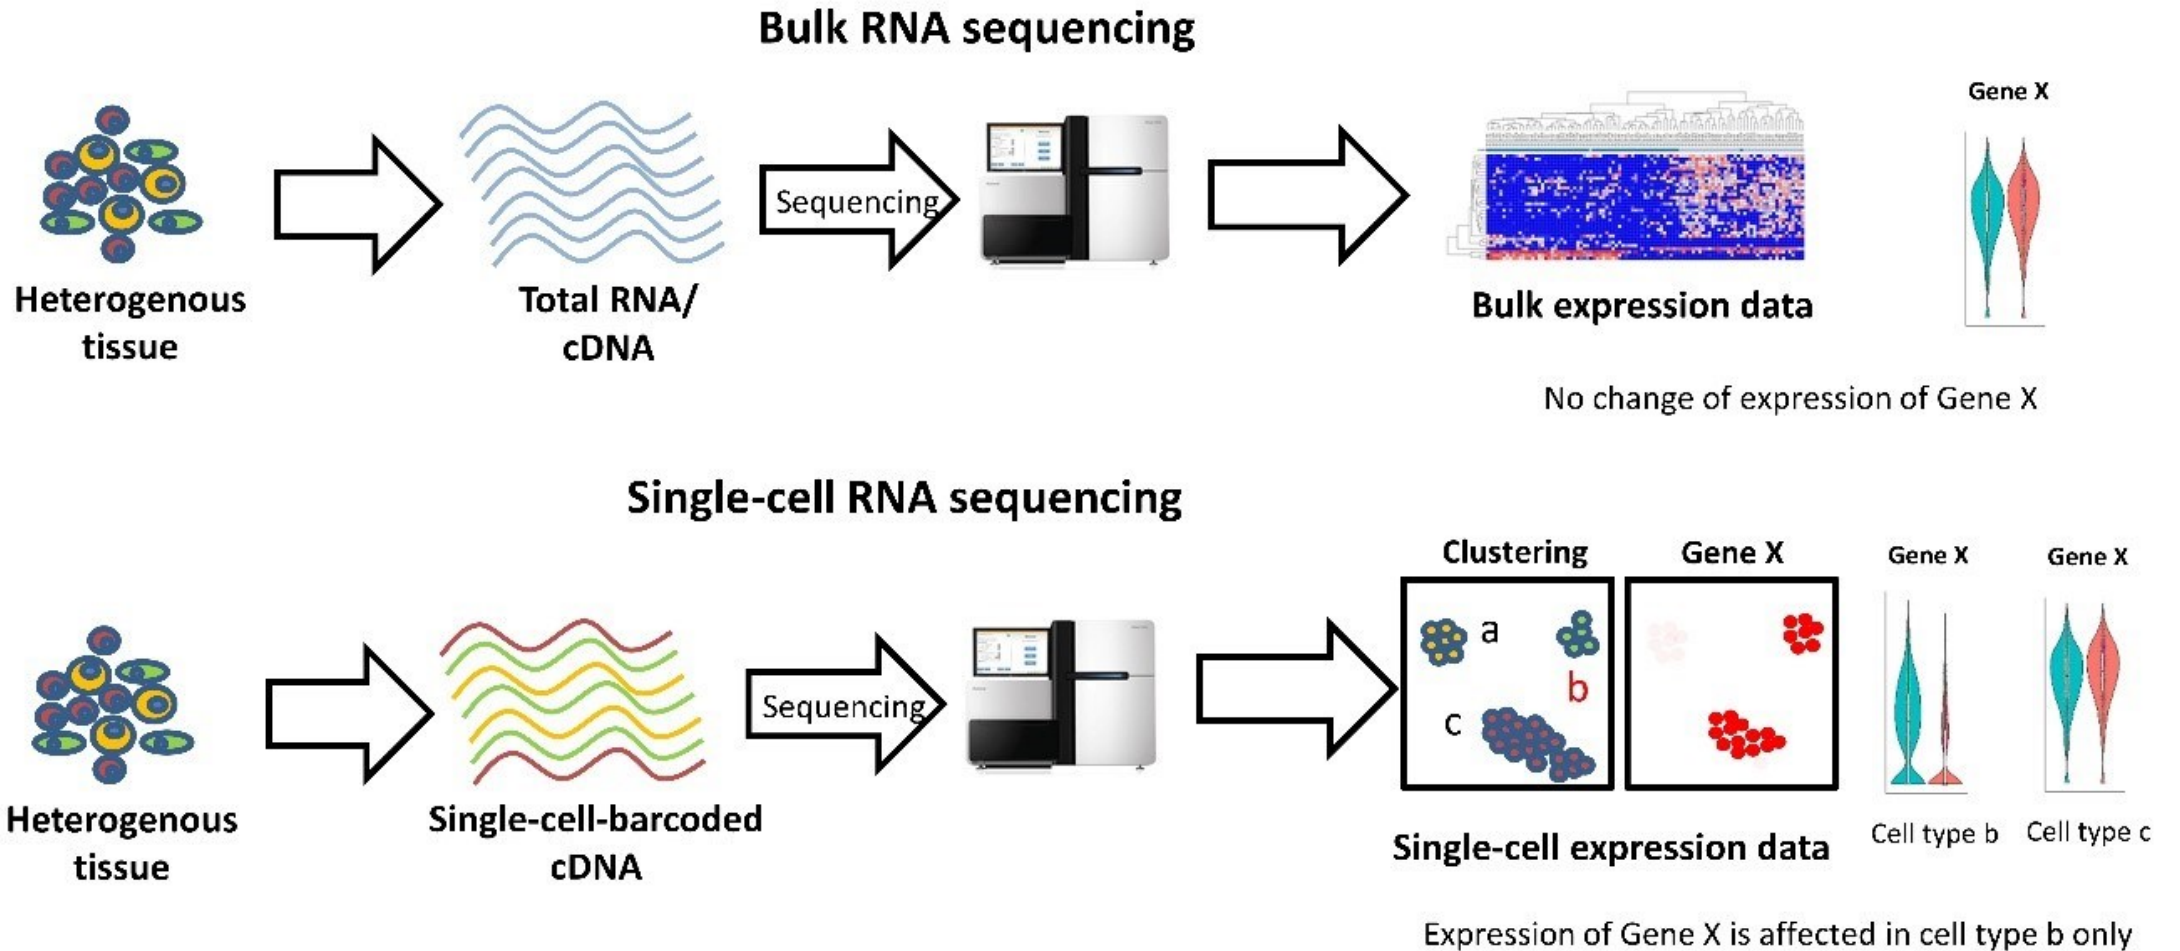 Bulk RNA sequencing
Gene X
Sequencing
Heterogenous
tissue
Total RNA/
cDNA
Bulk expression data
No change of expression of Gene X
Single-cell RNA sequencing
Clustering
Gene X
Gene X
Gene X
a
b
c
Sequencing
Heterogenous
tissue
Single-cell-barcoded
cDNA
Single-cell expression data
Cell type b
Cell type c
Expression of Gene X is affected in cell type b only